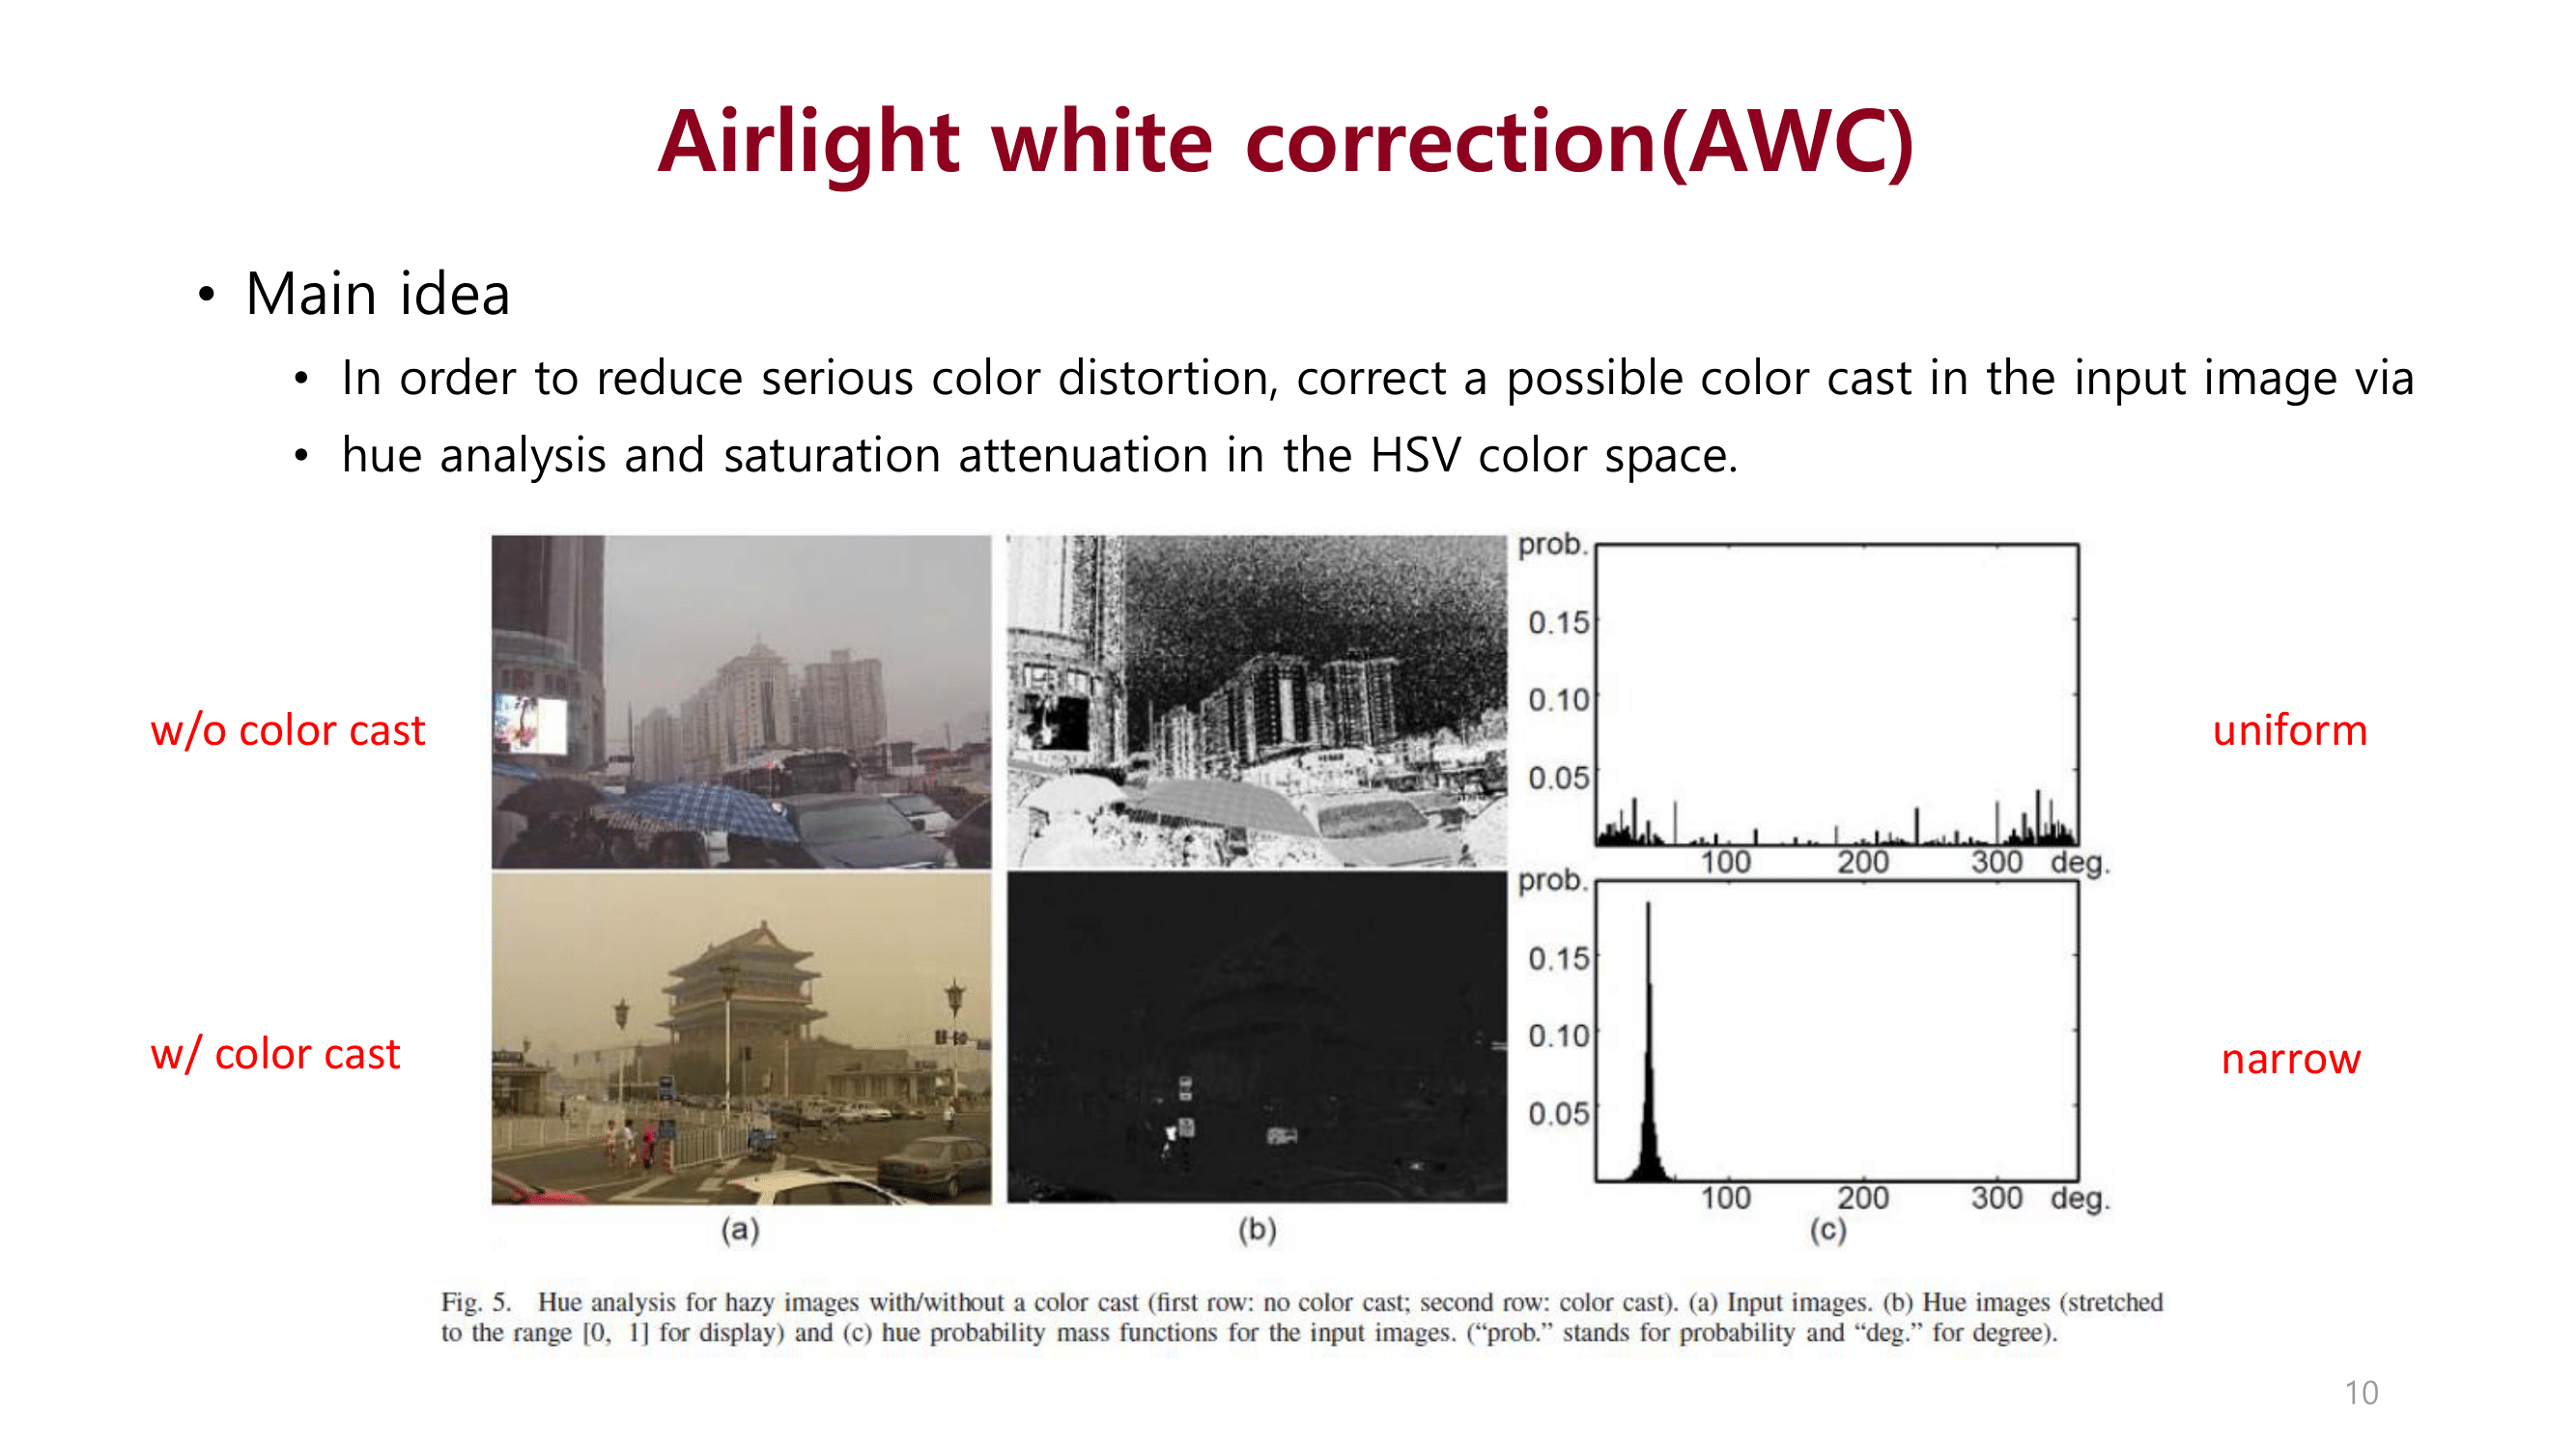 Airlight white correction(AWC)
• Main idea
• In order to reduce serious color distortion, correct a possible color cast in the input image via
• hue analysis and saturation attenuation in the HSV color space.
w/o color cast
prob.
0.15
0.10
0.05
100 200 300 deg.
uniform
w/ color cast
prob.
0.15
0.10
0.05
100 200 300 deg.
narrow
(a) (b) (c)
Fig. 5. Hue analysis for hazy images with/without a color cast (first row: no color cast; second row: color cast). (a) Input images. (b) Hue images (stretched
to the range [0, 1] for display) and (c) hue probability mass functions for the input images. (“prob.” stands for probability and “deg.” for degree).
10